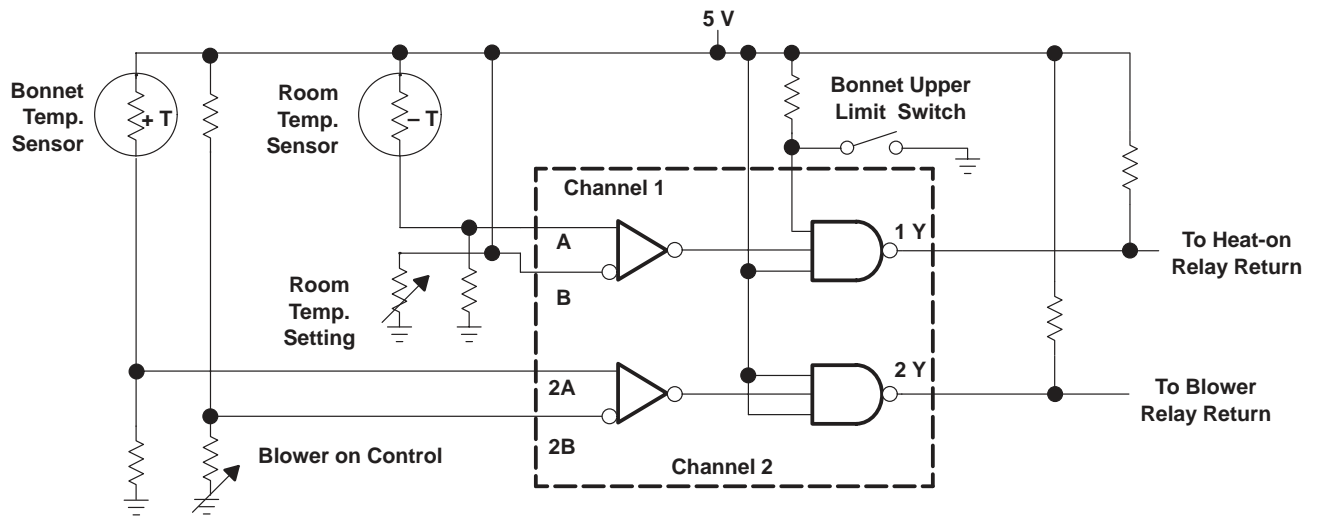 5 V
Bonnet
Temp.
Sensor
+ T
Room
Temp.
Sensor
– T
Bonnet Upper
Limit Switch
Channel 1
A
B
1 Y
To Heat-on
Relay Return
Room
Temp.
Setting
2A
2B
2 Y
To Blower
Relay Return
Blower on Control
Channel 2